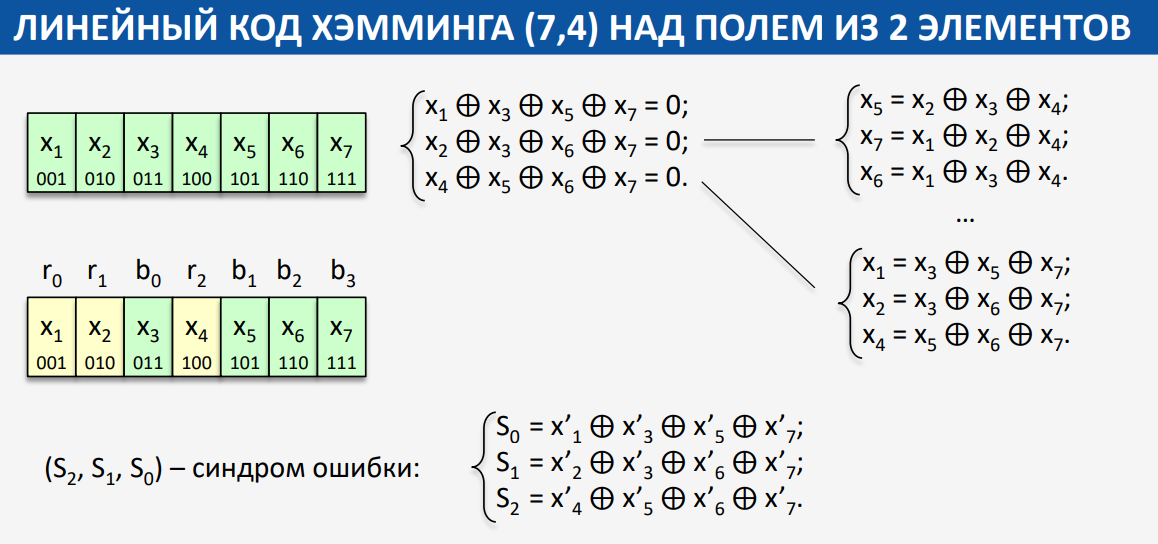 ЛИНЕЙНЫЙ КОД ХЭММИНГА (7,4) НАД ПОЛЕМ ИЗ 2 ЭЛЕМЕНТОВ
x₁ x₂ x₃ x₄ x₅ x₆ x₇
001 010 011 100 101 110 111
x₁ ⊕ x₃ ⊕ x₅ ⊕ x₇ = 0;
x₂ ⊕ x₃ ⊕ x₆ ⊕ x₇ = 0;
x₄ ⊕ x₅ ⊕ x₆ ⊕ x₇ = 0.
x₅ = x₂ ⊕ x₃ ⊕ x₄;
x₇ = x₁ ⊕ x₂ ⊕ x₄;
x₆ = x₁ ⊕ x₃ ⊕ x₄.
...
x₁ = x₃ ⊕ x₅ ⊕ x₇;
x₂ = x₃ ⊕ x₆ ⊕ x₇;
x₄ = x₅ ⊕ x₆ ⊕ x₇.
r₀ r₁ b₀ r₂ b₁ b₂ b₃
x₁ x₂ x₃ x₄ x₅ x₆ x₇
001 010 011 100 101 110 111
(S₂, S₁, S₀) – синдром ошибки:
S₀ = x’₁ ⊕ x’₃ ⊕ x’₅ ⊕ x’₇;
S₁ = x’₂ ⊕ x’₃ ⊕ x’₆ ⊕ x’₇;
S₂ = x’₄ ⊕ x’₅ ⊕ x’₆ ⊕ x’₇.